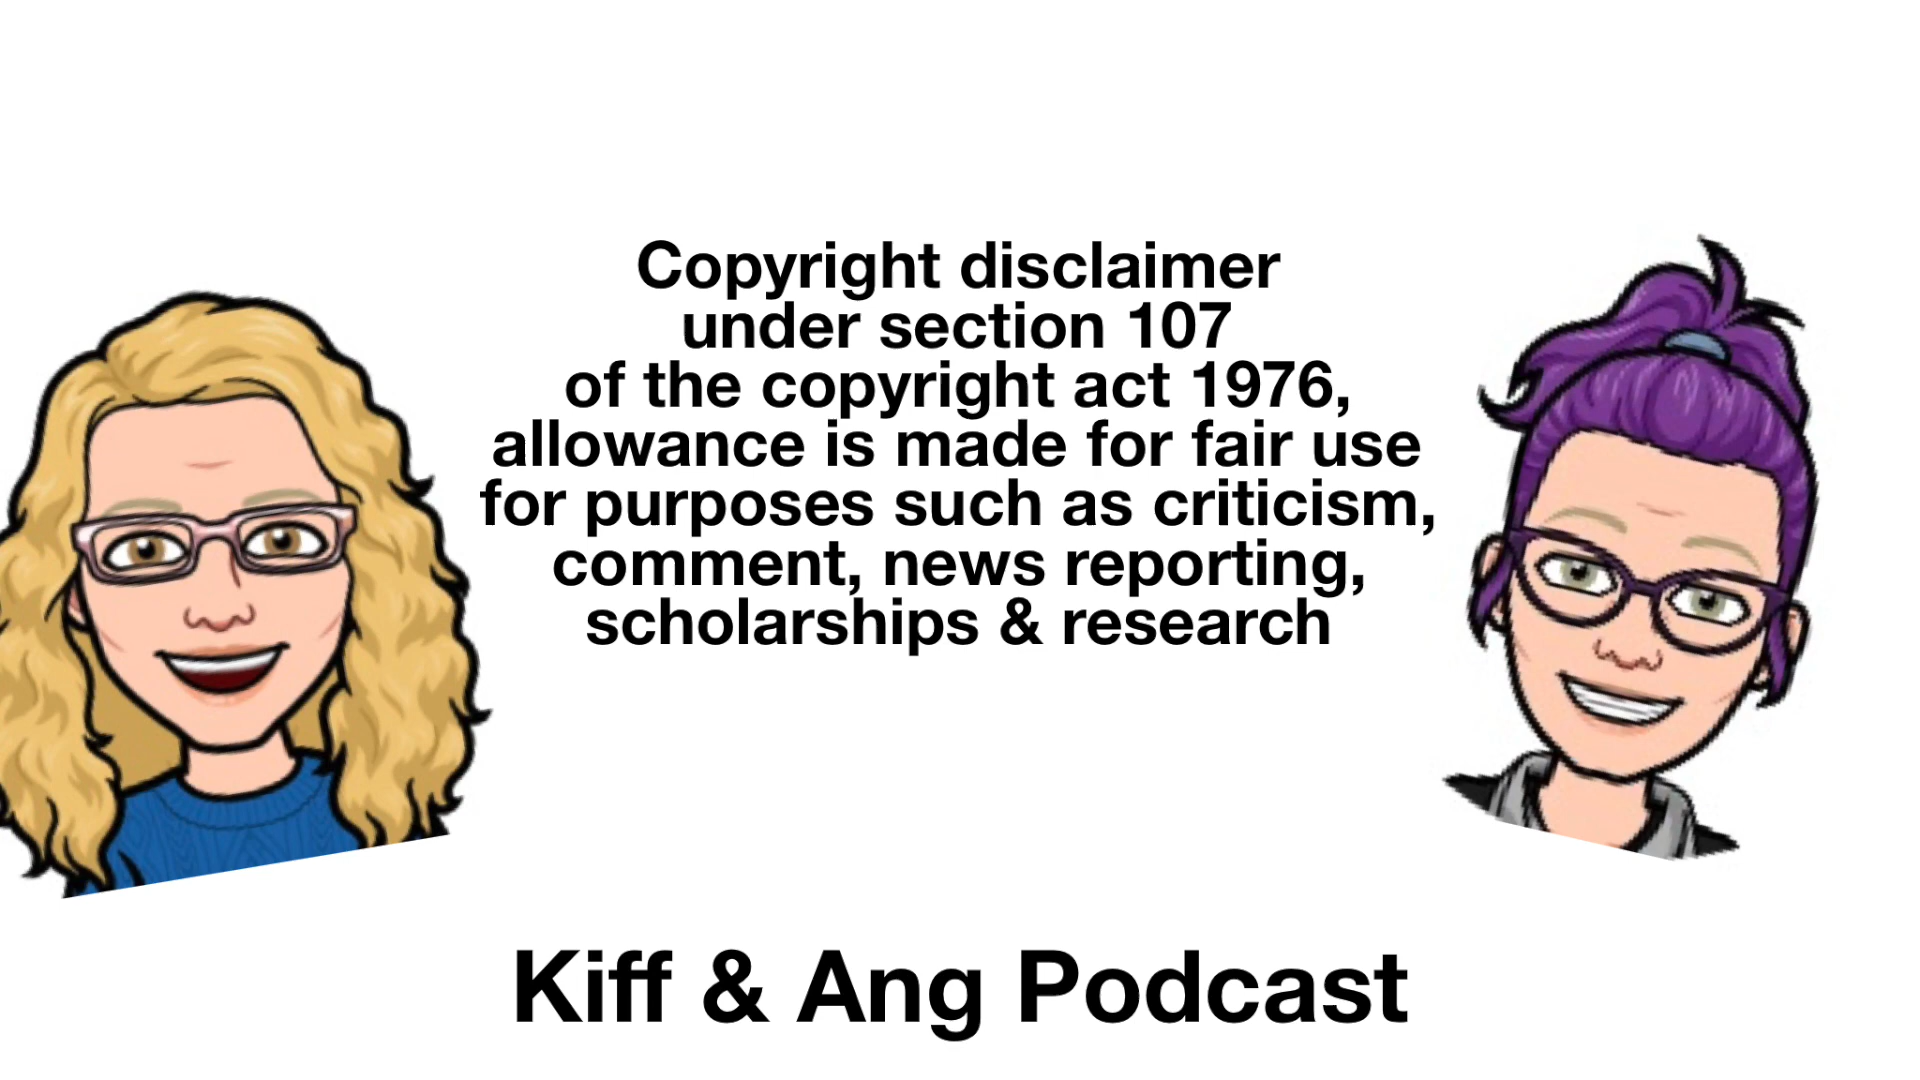 Copyright disclaimer
under section 107
of the copyright act 1976,
allowance is made for fair use
for purposes such as criticism,
comment, news reporting,
scholarships & research
Kiff & Ang Podcast